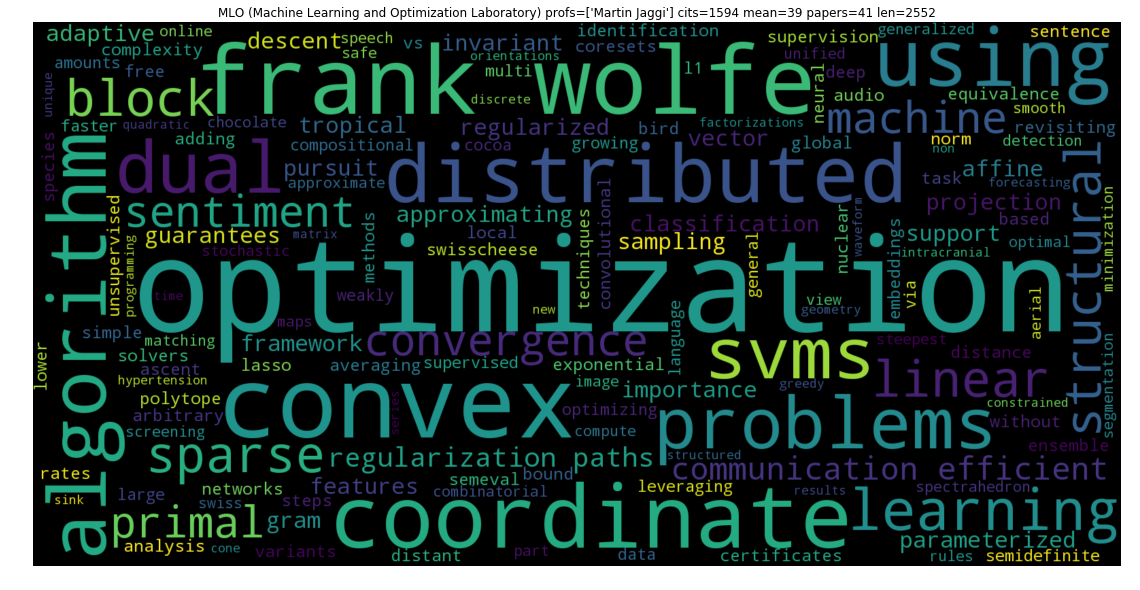 MLO (Machine Learning and Optimization Laboratory) profs=['Martin Jaggi'] cits=1594 mean=39 papers=41 len=2552
adaptive
online
complexity
descent
speech
safe
vs
invariant
orientations
identification
coresets
supervision
generalized
sentence
amounts
free
frank wolfe
multi
l1
unified
deep
using
unique
block
discrete
neural
audio
equivalence
smooth
faster
quadratic
chocolate
tropical
regularized
bird
factorizations
machine
revisiting
adding
compositional
cocoa
growing
vector
global
norm
non
detection
species
dual
pursuit
approximate
distributed
task
affine
forecasting
algorithm
unsupervised
sentiment
approximating
convolutional
classification
projection
based
structural
guarantees
matrix
methods
local
swisscheese
techniques
sampling
general
nuclear
waveform
support
optimal
programming
stochastic
embeddings
intracranial
via
minimization
time
optimization
weakly
new
view
geometry
aerial
simple
maps
matching
framework
convergence
language
svms
steepest
distance
lower
solvers
ascent
lasso
averaging
supervised
exponential
hypertension
image
importance
greedy
linear
polytope
convex
series
optimizing
constrained
segmentation
arbitrary
problems
without
screening
compute
ensemble
sparse
regularization paths
structured
communication efficient
rates
semeval
bound
networks
features
leveraging
spectrahedron
sink
large
swiss
steps
combinatorial
results
primal
gram
coordinate
learning
parameterized
analysis
cone
variants
distant
part
data
certificates
rules
semidefinite